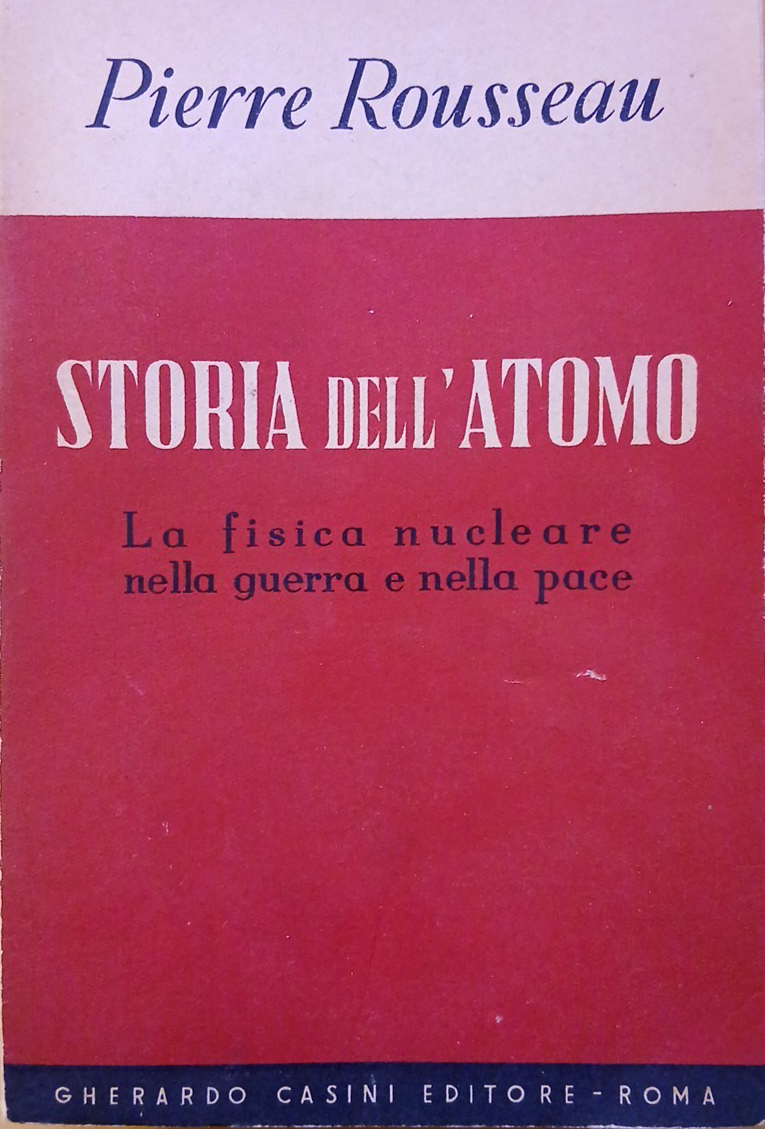 Pierre Rousseau
STORIA DELL'ATOMO
La fisica nucleare
nella guerra e nella pace
GHERARDO CASINI EDITORE - ROMA